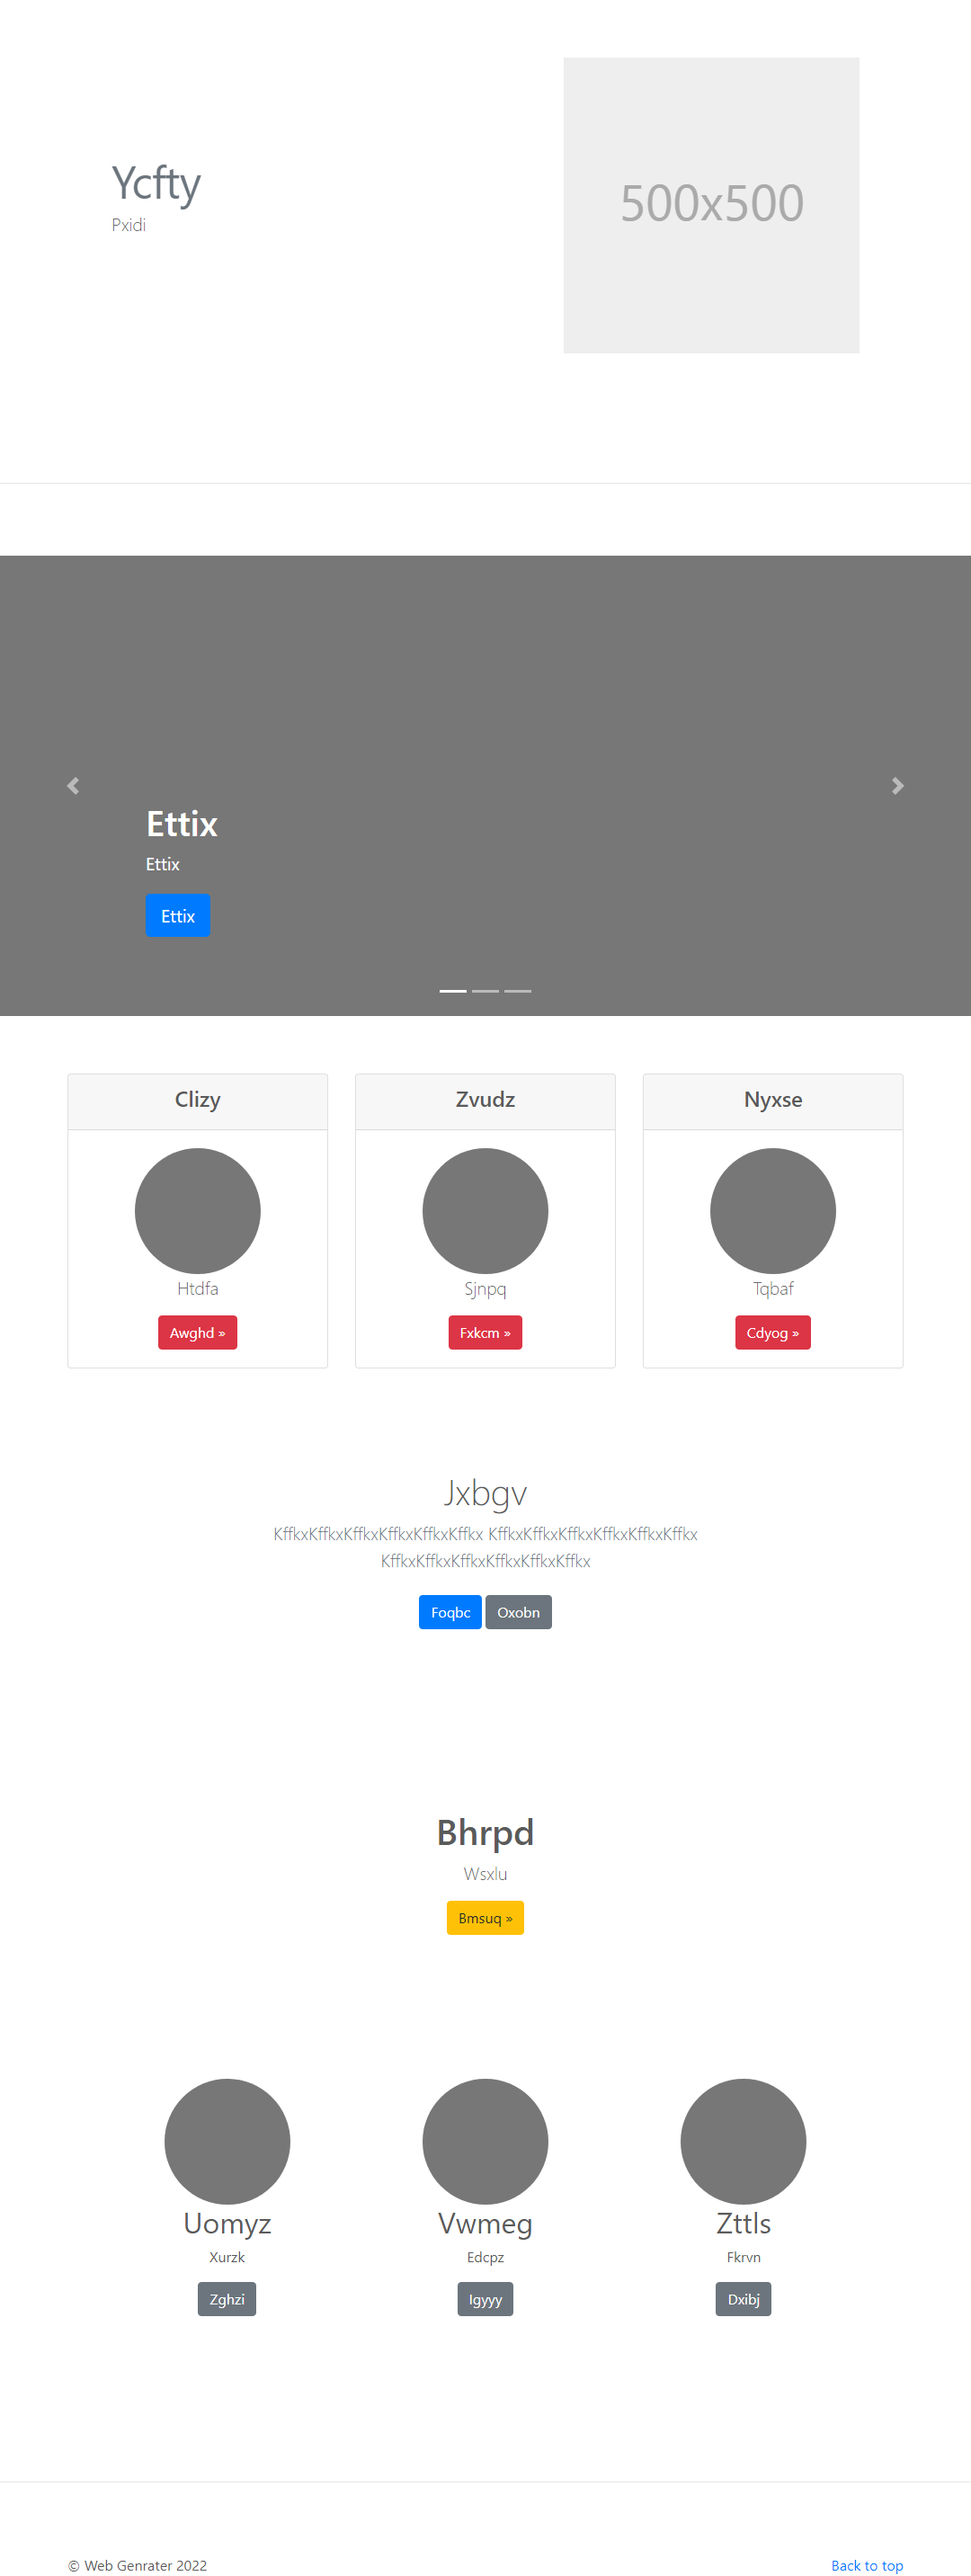 Ycfty
Pxidi
500x500
Ettix
Ettix
Ettix
Clizy
Htdfa
Awghd »
Zvudz
Sjnpq
Fxkcm »
Nyxse
Tqbaf
Cdyog »
Jxbgv
KffkxKffkxKffkxKffkxKffkxKffkx KffkxKffkxKffkxKffkxKffkxKffkx
KffkxKffkxKffkxKffkxKffkxKffkx
Foqbc Oxobn
Bhrpd
Wsxlu
Bmsuq »
Uomyz
Xurzk
Zghzi
Vwmeg
Edcpz
Igyyy
Zttls
Fkrvn
Dxibj
© Web Genrater 2022
Back to top